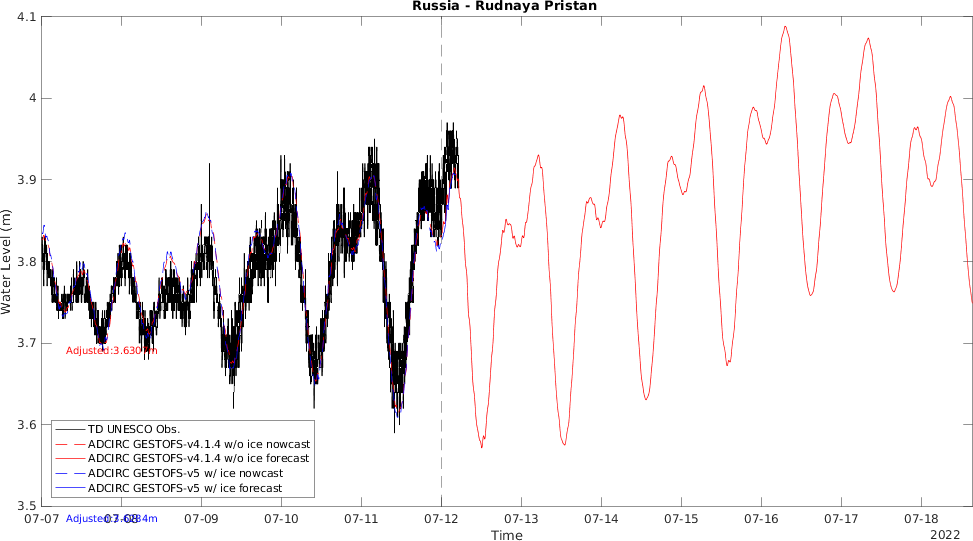 Russia - Rudnaya Pristan
Water Level (m)
4.1
4
3.9
3.8
3.7
3.6
3.5
TD UNESCO Obs.
ADCIRC GESTOFS-v4.1.4 w/o ice nowcast
ADCIRC GESTOFS-v4.1.4 w/o ice forecast
ADCIRC GESTOFS-v5 w/ ice nowcast
ADCIRC GESTOFS-v5 w/ ice forecast
07-07 07-08 07-09 07-10 07-11 07-12 07-13 07-14 07-15 07-16 07-17 07-18
Time
2022